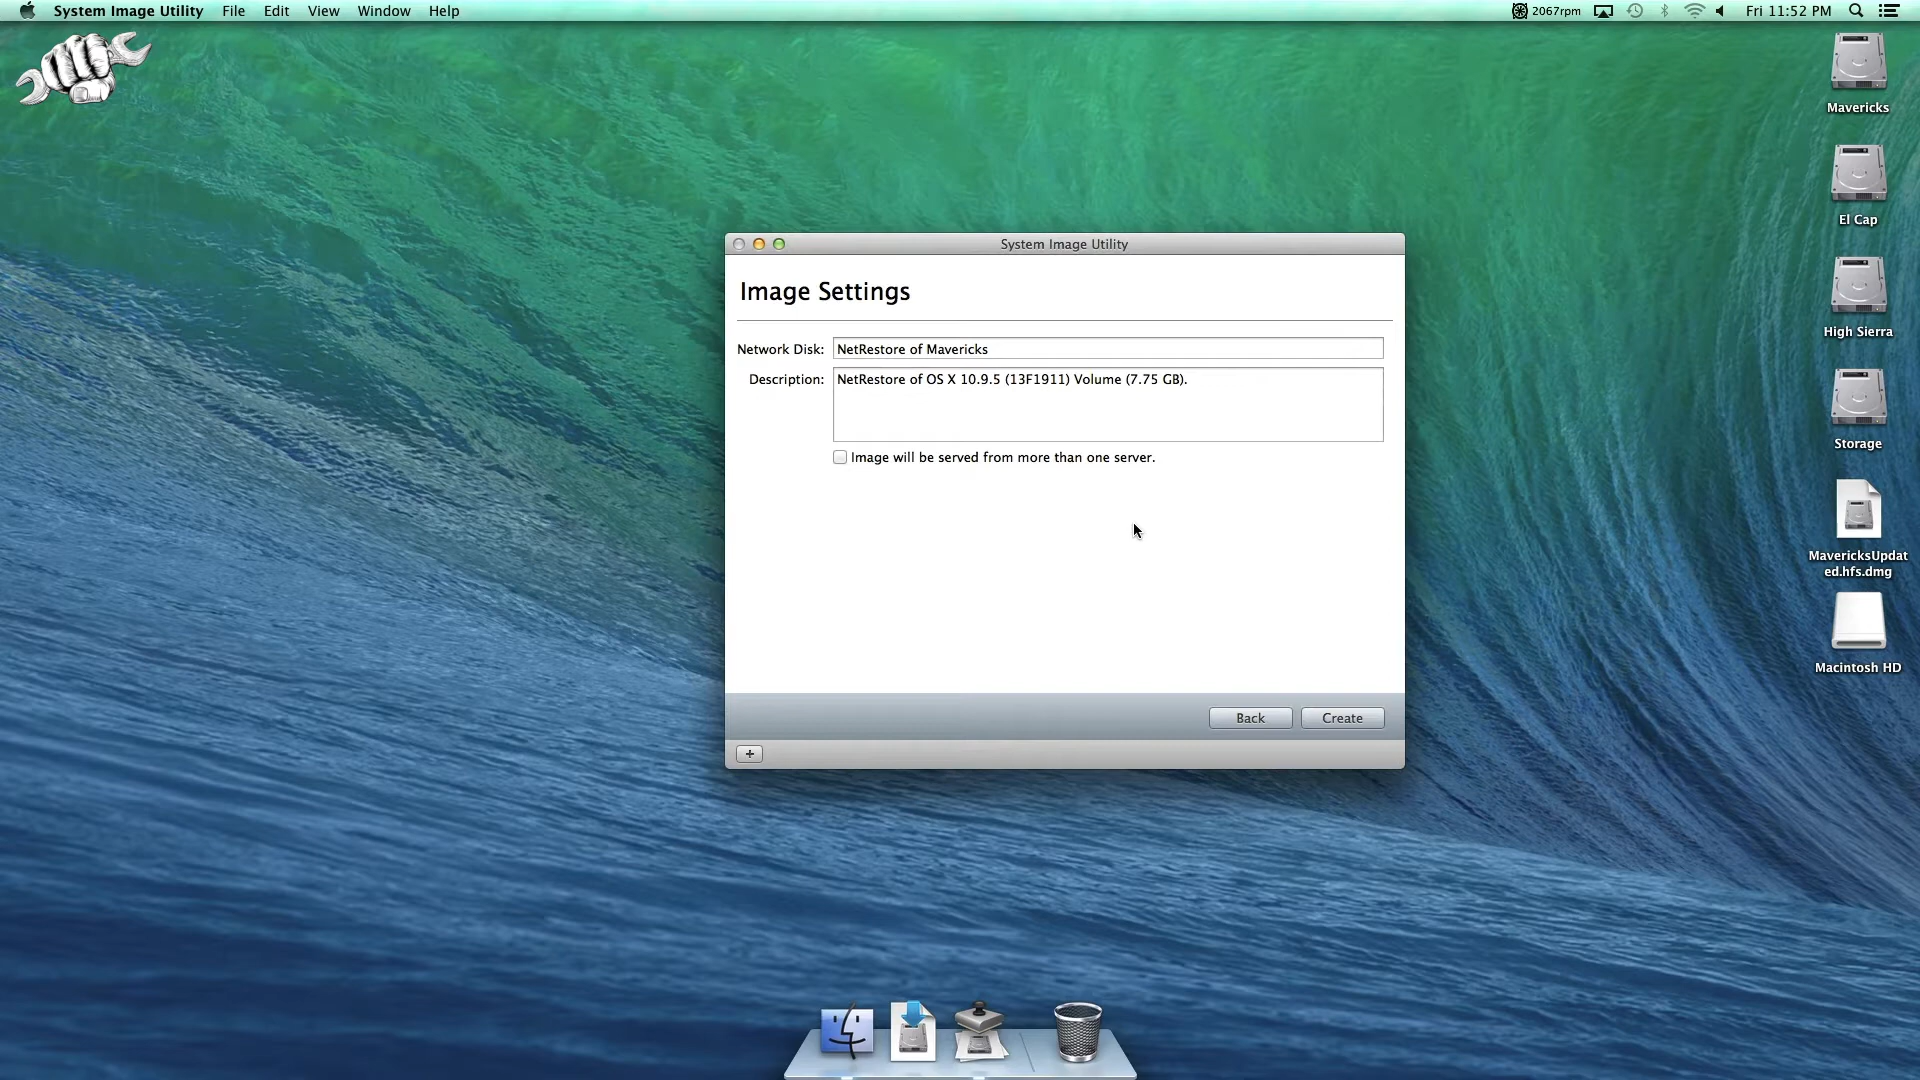 System Image Utility File Edit View Window Help 2067rpm Fri 11:52 PM
Mavericks
El Cap
High Sierra
Storage
MavericksUpdat
ed.hfs.dmg
Macintosh HD
System Image Utility
Image Settings
Network Disk: NetRestore of Mavericks
Description: NetRestore of OS X 10.9.5 (13F1911) Volume (7.75 GB).
Image will be served from more than one server.
Back Create
+